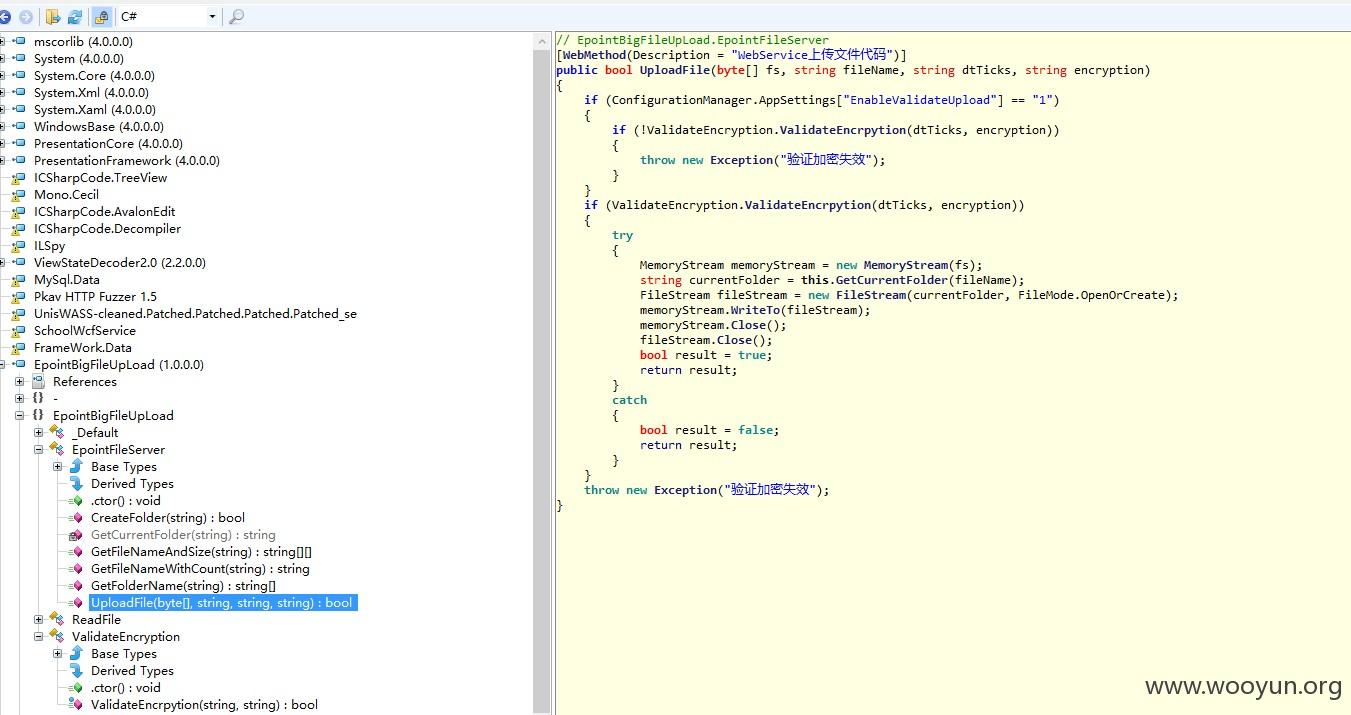 C#
mscorlib (4.0.0.0)
System (4.0.0.0)
System.Core (4.0.0.0)
System.Xml (4.0.0.0)
System.Xaml (4.0.0.0)
WindowsBase (4.0.0.0)
PresentationCore (4.0.0.0)
PresentationFramework (4.0.0.0)
ICSharpCode.TreeView
Mono.Cecil
ICSharpCode.AvalonEdit
ICSharpCode.Decompiler
ILSpy
ViewStateDecoder2.0 (2.2.0.0)
MySql.Data
Pkav HTTP Fuzzer 1.5
UnisWASS-cleaned.Patched.Patched.Patched.Patched_se
SchoolWcfService
FrameWork.Data
EpointBigFileUpLoad (1.0.0.0)
References
{} -
{} EpointBigFileUpLoad
_Default
EpointFileServer
Base Types
Derived Types
.ctor() : void
CreateFolder(string) : bool
GetCurrentFolder(string) : string
GetFileNameAndSize(string) : string[][]
GetFileNameWithCount(string) : string
GetFolderName(string) : string[]
UploadFile(byte[], string, string, string) : bool
ReadFile
ValidateEncryption
Base Types
Derived Types
.ctor() : void
ValidateEncrpytion(string, string) : bool
// EpointBigFileUpLoad.EpointFileServer
[WebMethod(Description = "WebService上传文件代码")]
public bool UploadFile(byte[] fs, string fileName, string dtTicks, string encryption)
{
if (ConfigurationManager.AppSettings["EnableValidateUpload"] == "1")
{
if (!ValidateEncryption.ValidateEncrpytion(dtTicks, encryption))
{
throw new Exception("验证加密失效");
}
}
if (ValidateEncryption.ValidateEncrpytion(dtTicks, encryption))
{
try
{
MemoryStream memoryStream = new MemoryStream(fs);
string currentFolder = this.GetCurrentFolder(fileName);
FileStream fileStream = new FileStream(currentFolder, FileMode.OpenOrCreate);
memoryStream.WriteTo(fileStream);
memoryStream.Close();
fileStream.Close();
bool result = true;
return result;
}
catch
{
bool result = false;
return result;
}
}
throw new Exception("验证加密失效");
}
www.wooyun.org